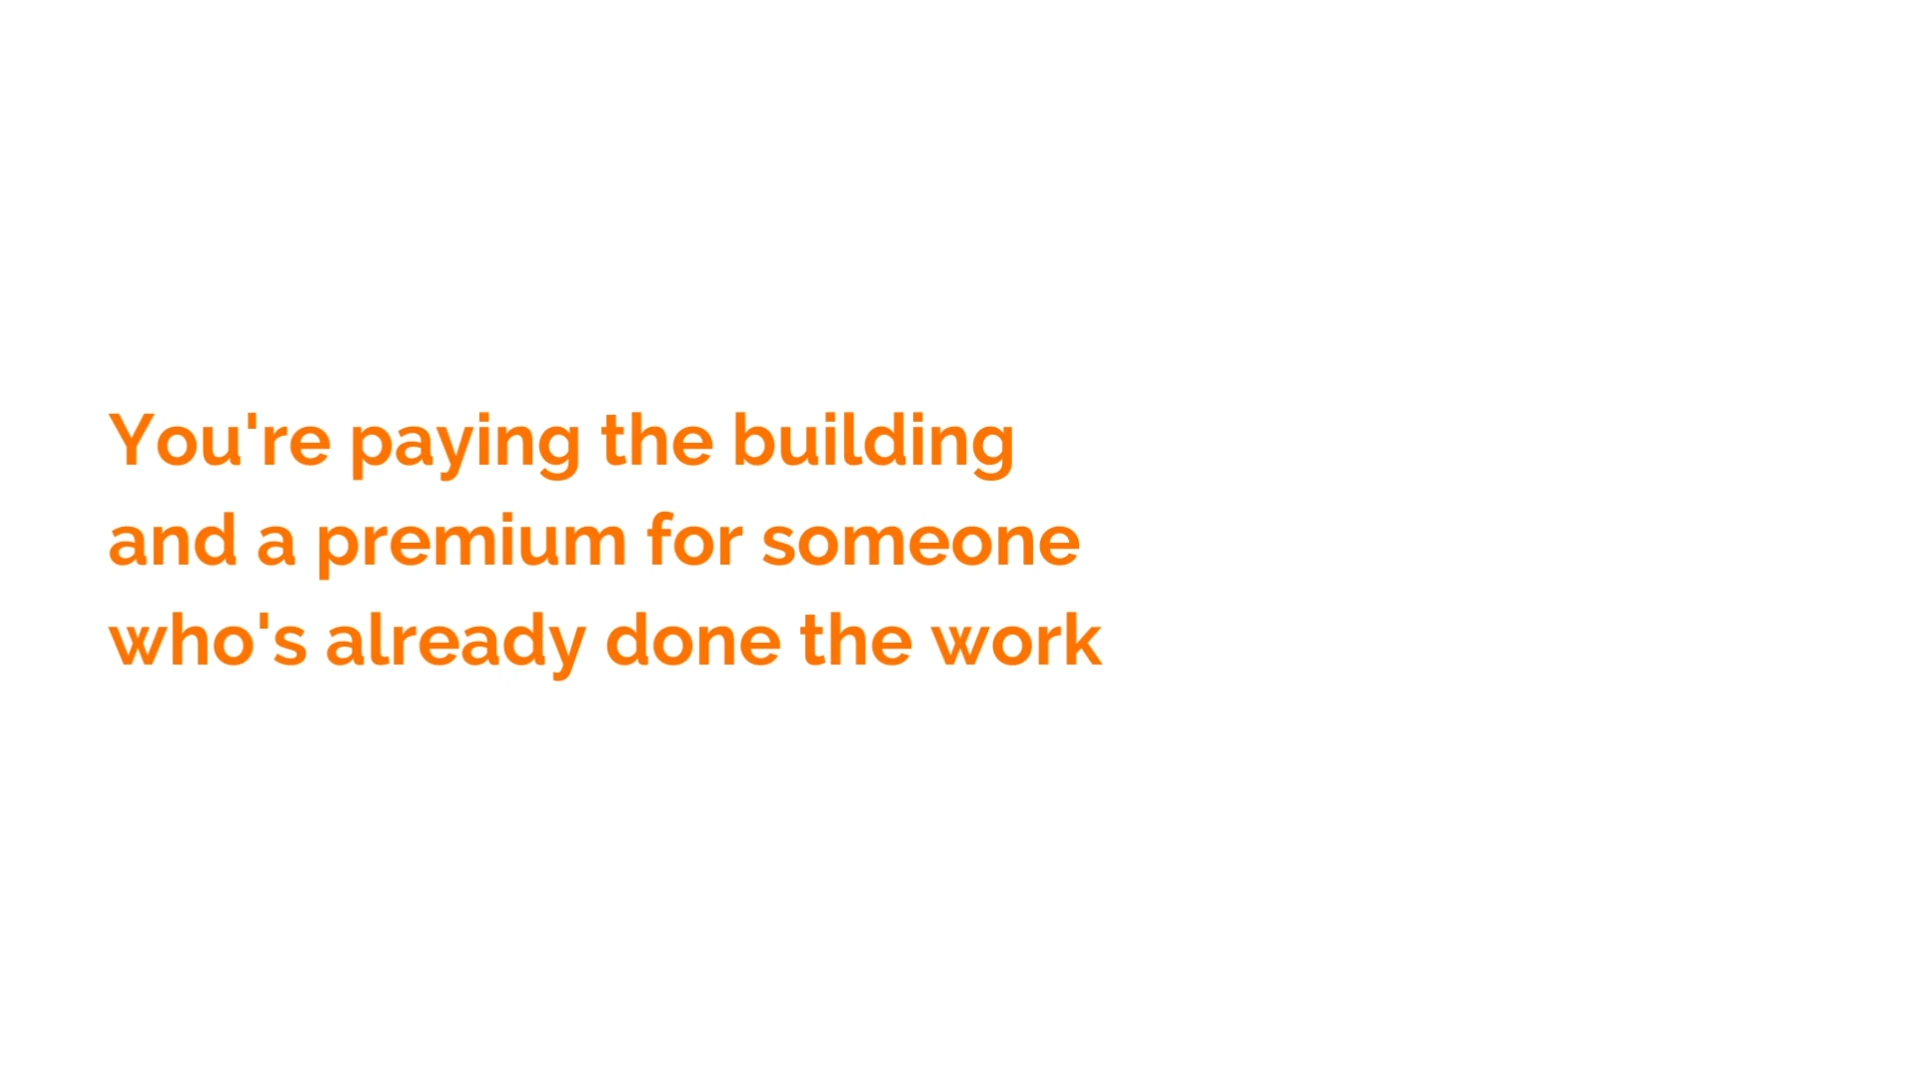 You're paying the building
and a premium for someone
who's already done the work